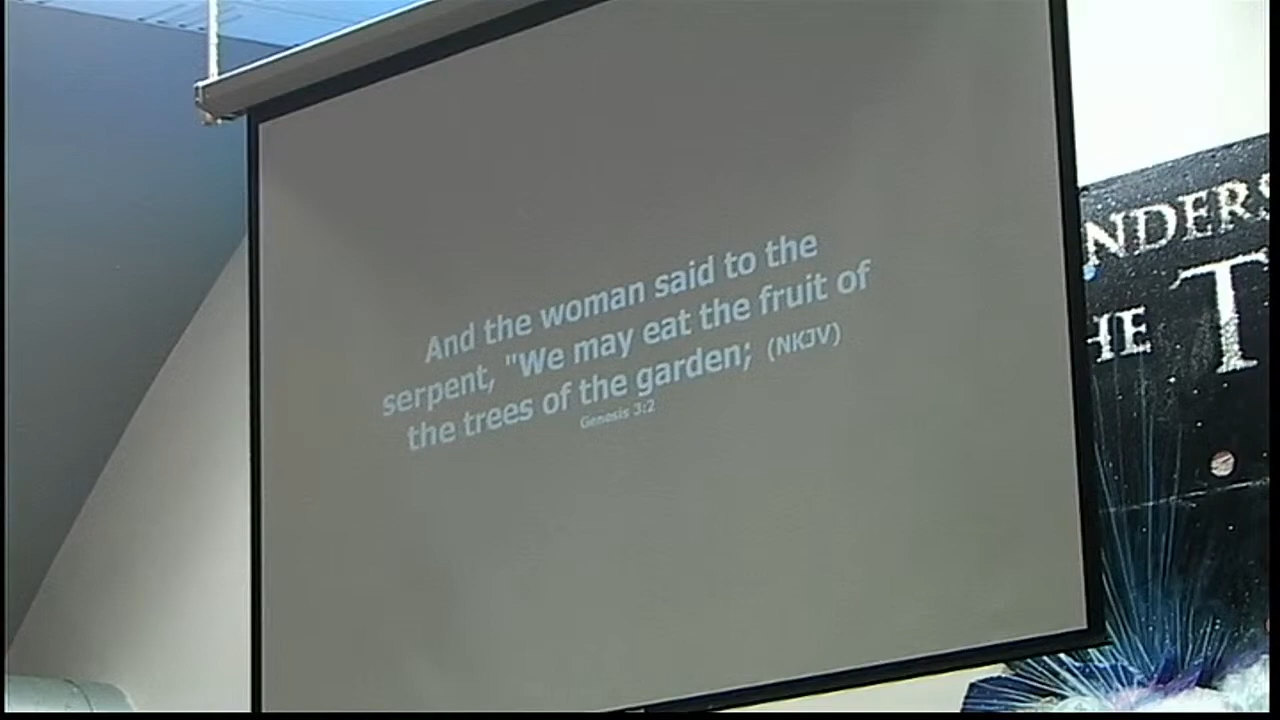 And the woman said to the
serpent, "We may eat the fruit of
the trees of the garden; (NKJV)
Genesis 3:2
NDERS
HE T